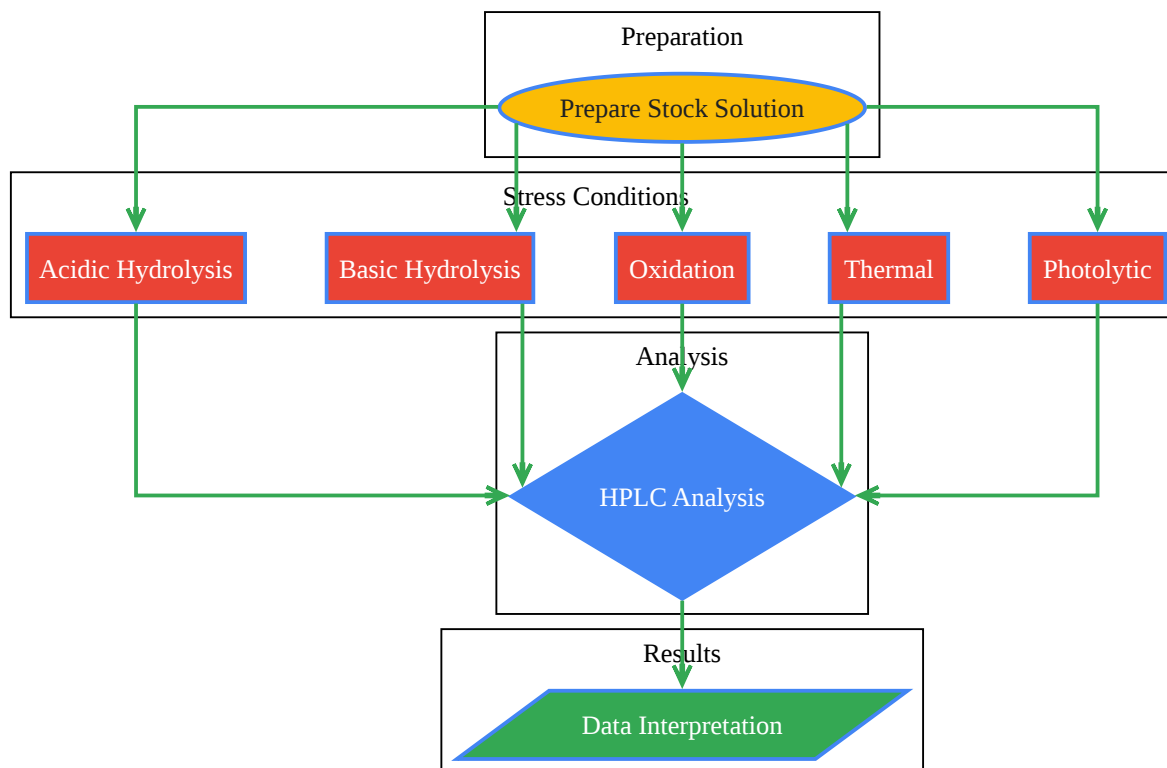 Preparation
Prepare Stock Solution
Stress Conditions
Acidic Hydrolysis
Basic Hydrolysis
Oxidation
Thermal
Photolytic
Analysis
HPLC Analysis
Results
Data Interpretation